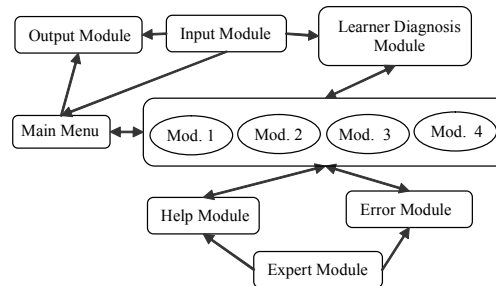 Output Module
Input Module
Learner Diagnosis
Module
Main Menu
Mod. 1
Mod. 2
Mod. 3
Mod. 4
Help Module
Error Module
Expert Module